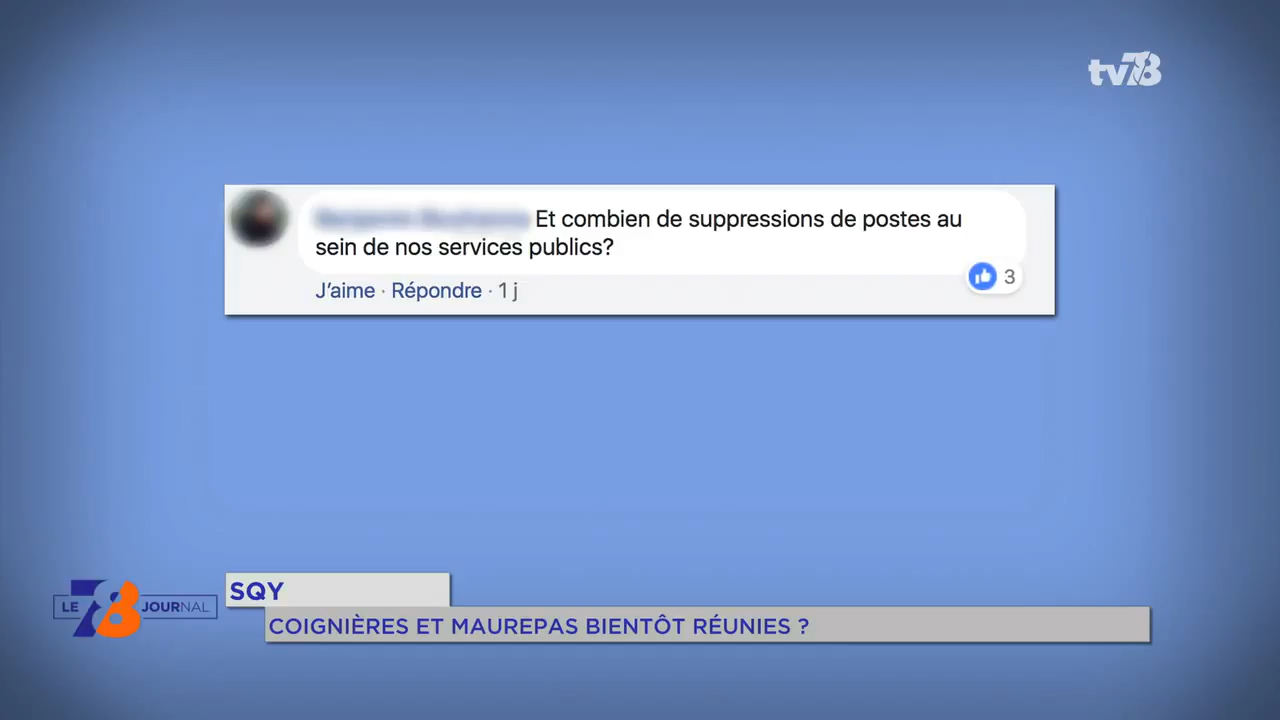 tv78
Et combien de suppressions de postes au
sein de nos services publics?
J'aime · Répondre · 1 j
3
SQY
LE 78 JOURNAL
COIGNIÈRES ET MAUREPAS BIENTÔT RÉUNIES ?